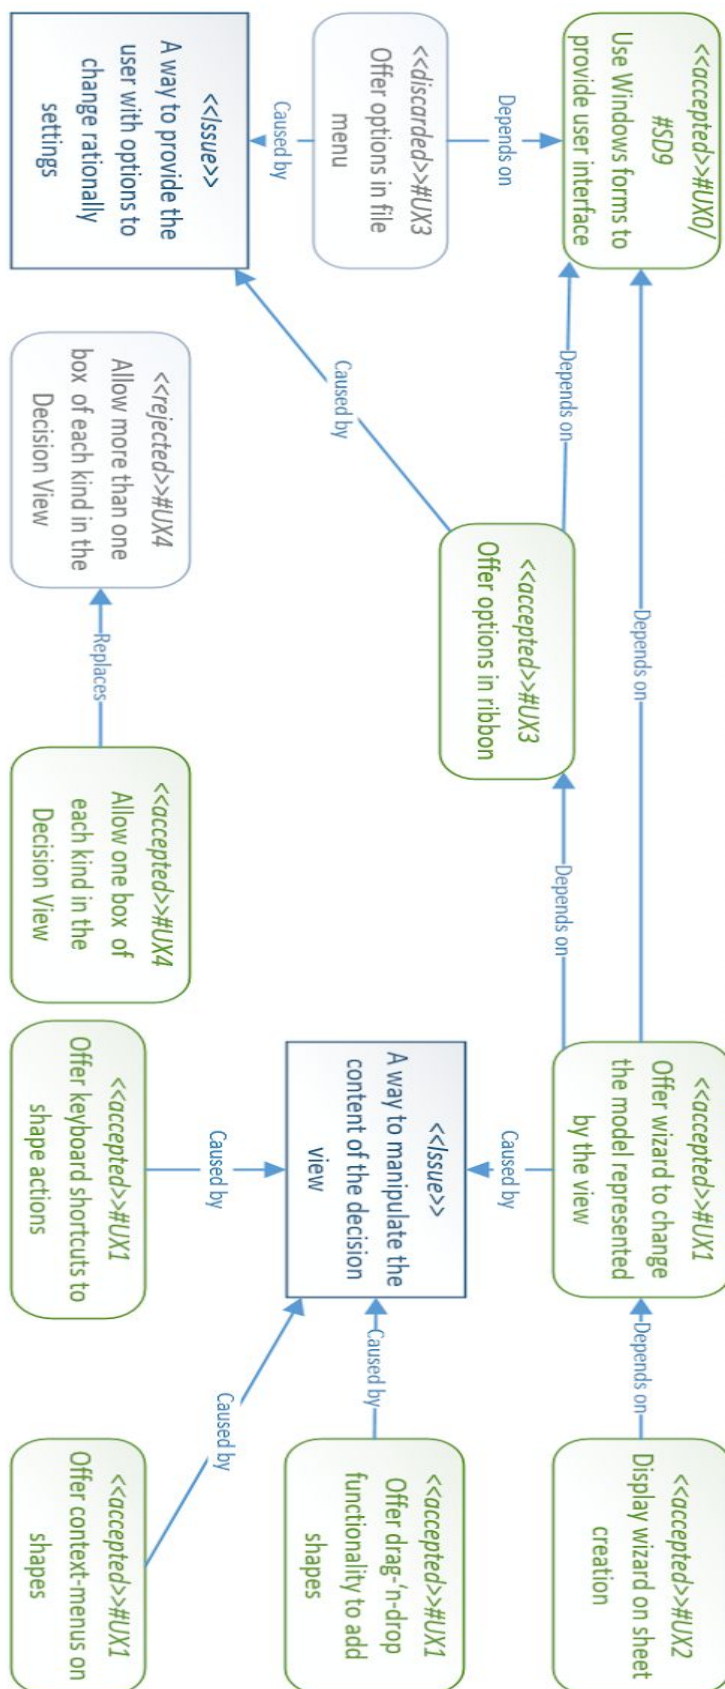 <<accepted>>#UX0/
#SD9
Use Windows forms to
provide user interface
Depends on
<<discarded>>#UX3
Offer options in file
menu
Caused by
<<Issue>>
A way to provide the
user with options to
change rationally
settings
Depends on
Depends on
Caused by
<<accepted>>#UX3
Offer options in ribbon
<<rejected>>#UX4
Allow more than one
box of each kind in the
Decision View
Replaces
<<accepted>>#UX4
Allow one box of
each kind in the
Decision View
Depends on
<<accepted>>#UX1
Offer wizard to change
the model represented
by the view
Caused by
<<Issue>>
A way to manipulate the
content of the decision
view
Caused by
<<accepted>>#UX1
Offer keyboard shortcuts to
shape actions
Depends on
Caused by
Caused by
<<accepted>>#UX2
Display wizard on sheet
creation
<<accepted>>#UX1
Offer drag-‘n-drop
functionality to add
shapes
<<accepted>>#UX1
Offer context-menus on
shapes